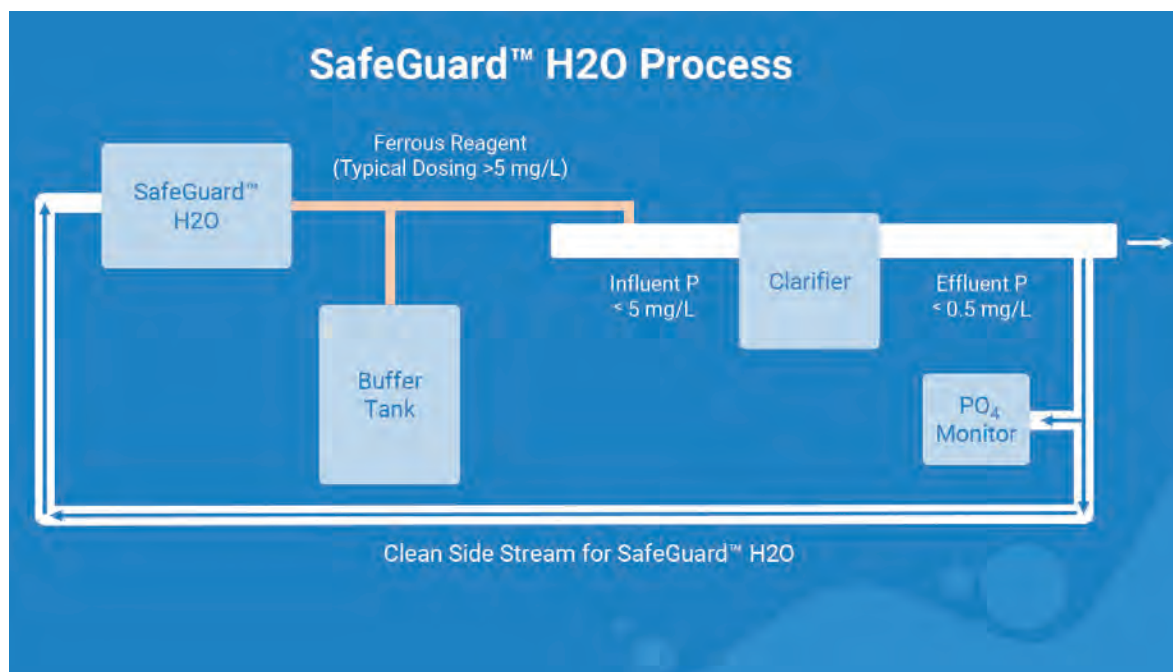 SafeGuard™ H2O Process
Ferrous Reagent
(Typical Dosing >5 mg/L)
SafeGuard™
H2O
Influent P
< 5 mg/L
Clarifier
Effluent P
< 0.5 mg/L
Buffer
Tank
PO₄
Monitor
Clean Side Stream for SafeGuard™ H2O